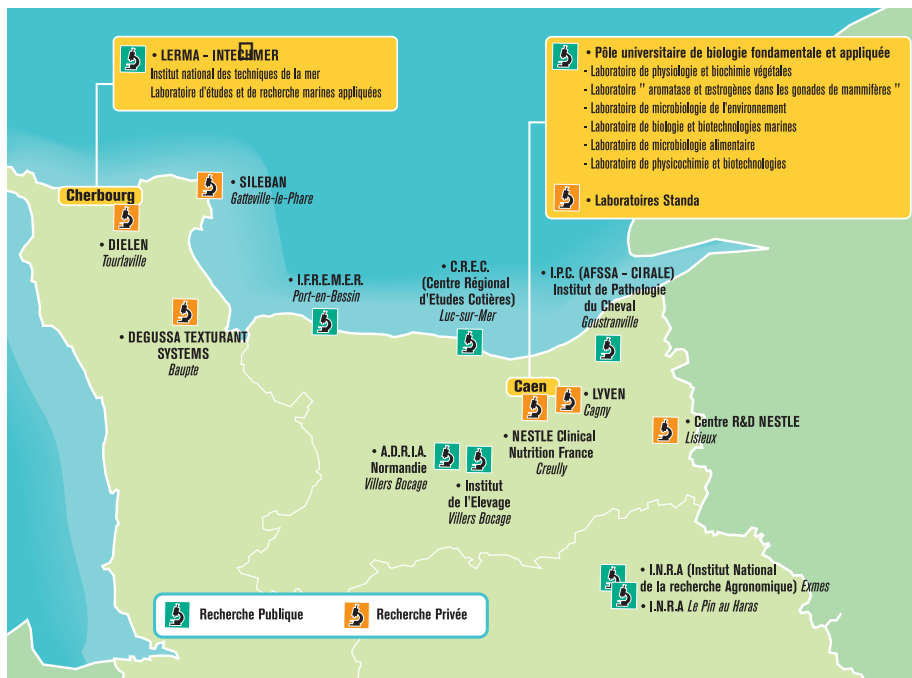 • LERMA - INTECHMER
Institut national des techniques de la mer
Laboratoire d'études et de recherche marines appliquées
• Pôle universitaire de biologie fondamentale et appliquée
- Laboratoire de physiologie et biochimie végétales
- Laboratoire " aromatase et œstrogènes dans les gonades de mammifères "
- Laboratoire de microbiologie de l'environnement
- Laboratoire de biologie et biotechnologies marines
- Laboratoire de microbiologie alimentaire
- Laboratoire de physicochimie et biotechnologies
• Laboratoires Standa
Cherbourg
• SILEBAN
Gatteville-le-Phare
• DIELEN
Tourlaville
• I.F.R.E.M.E.R.
Port-en-Bessin
• C.R.E.C.
(Centre Régional
d'Etudes Cotières)
Luc-sur-Mer
• I.P.C. (AFSSA - CIRALE)
Institut de Pathologie
du Cheval
Goustranville
• DEGUSSA TEXTURANT
SYSTEMS
Baupte
Caen
• LYVEN
Cagny
• NESTLE Clinical
Nutrition France
Creully
• Centre R&D NESTLE
Lisieux
• A.D.R.I.A.
Normandie
Villers Bocage
• Institut
de l'Elevage
Villers Bocage
• I.N.R.A (Institut National
de la recherche Agronomique) Exmes
• I.N.R.A Le Pin au Haras
Recherche Publique
Recherche Privée